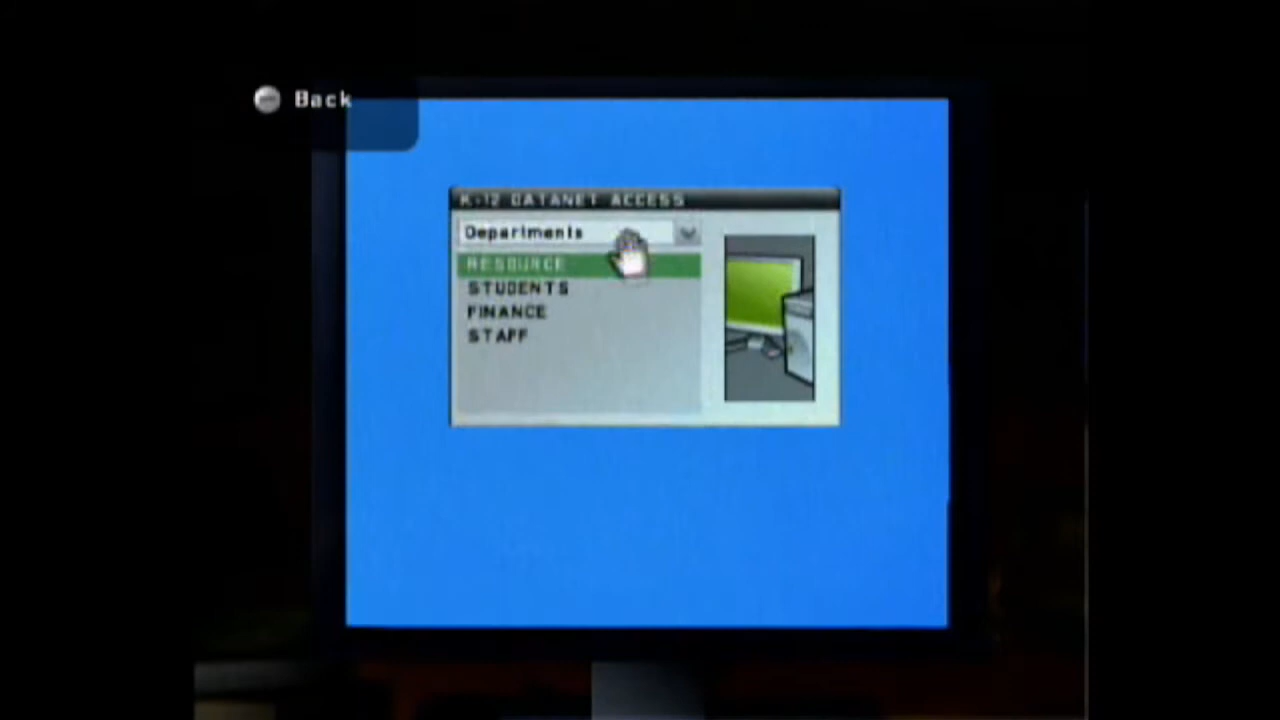 Back
K-12 DATANET ACCESS
Departments
RESOURCE
STUDENTS
FINANCE
STAFF